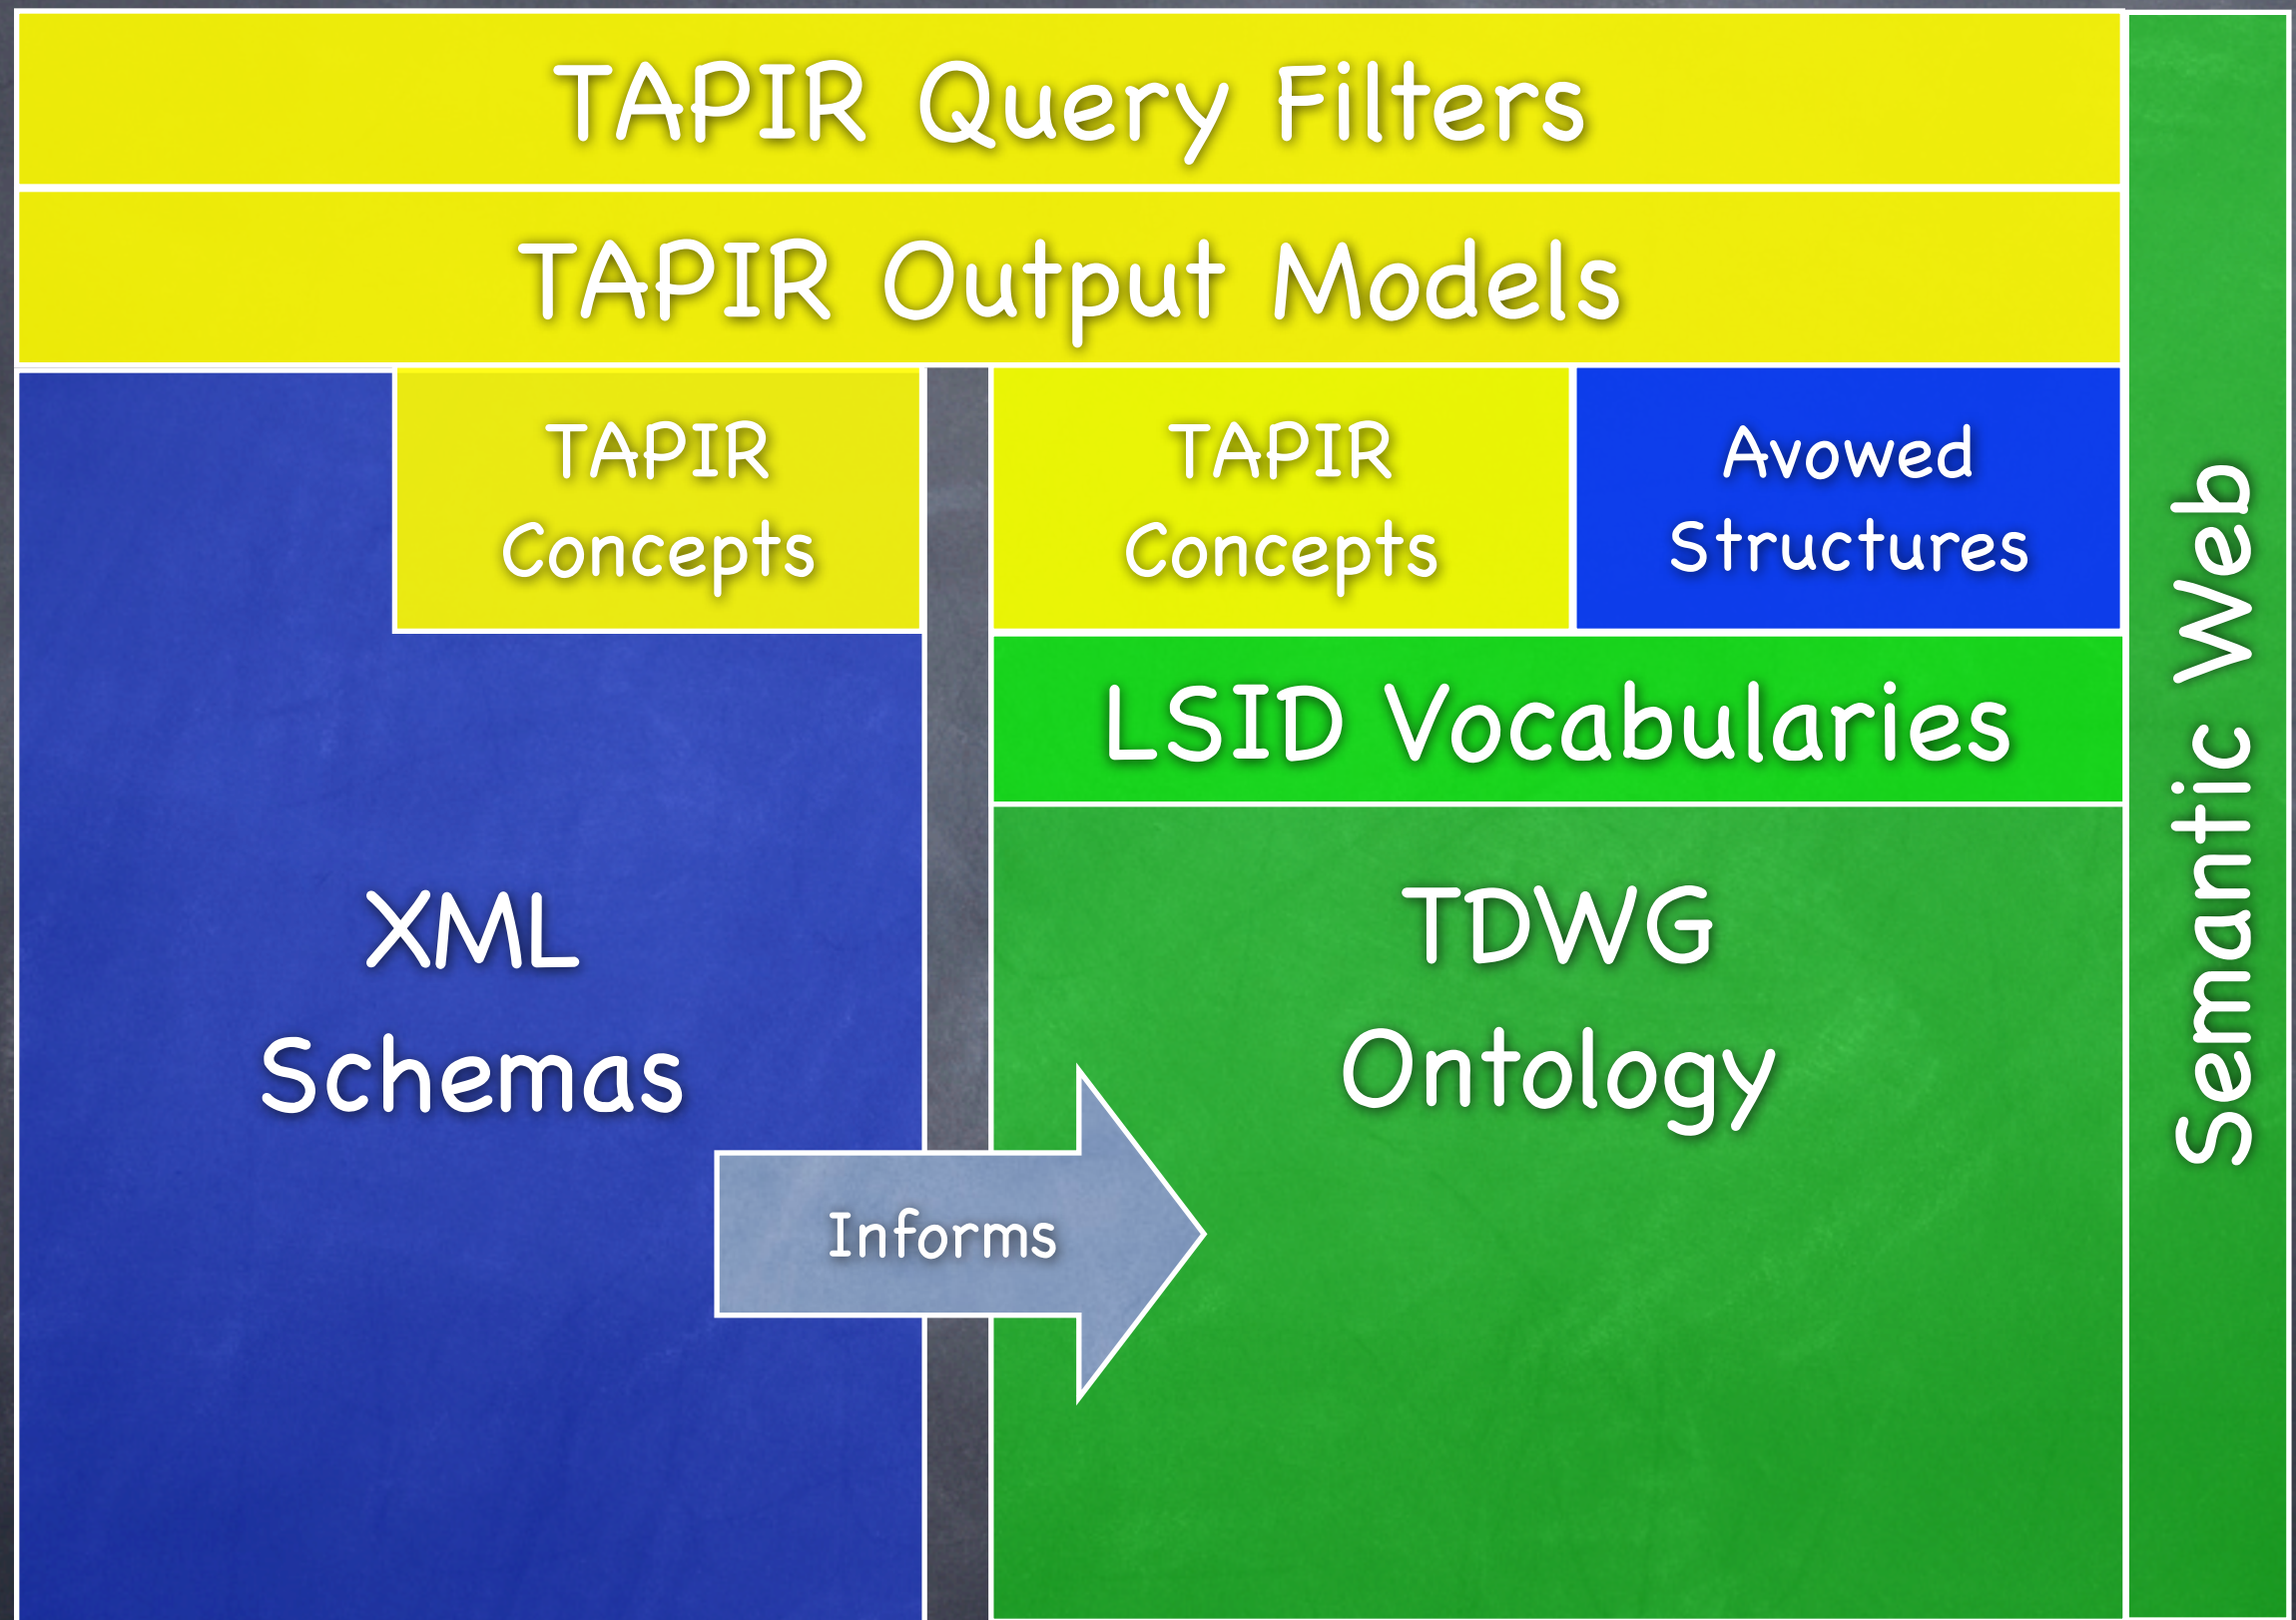 TAPIR Query Filters
TAPIR Output Models
TAPIR
Concepts
TAPIR
Concepts
Avowed
Structures
LSID Vocabularies
XML
Schemas
TDWG
Ontology
Informs
Semantic Web